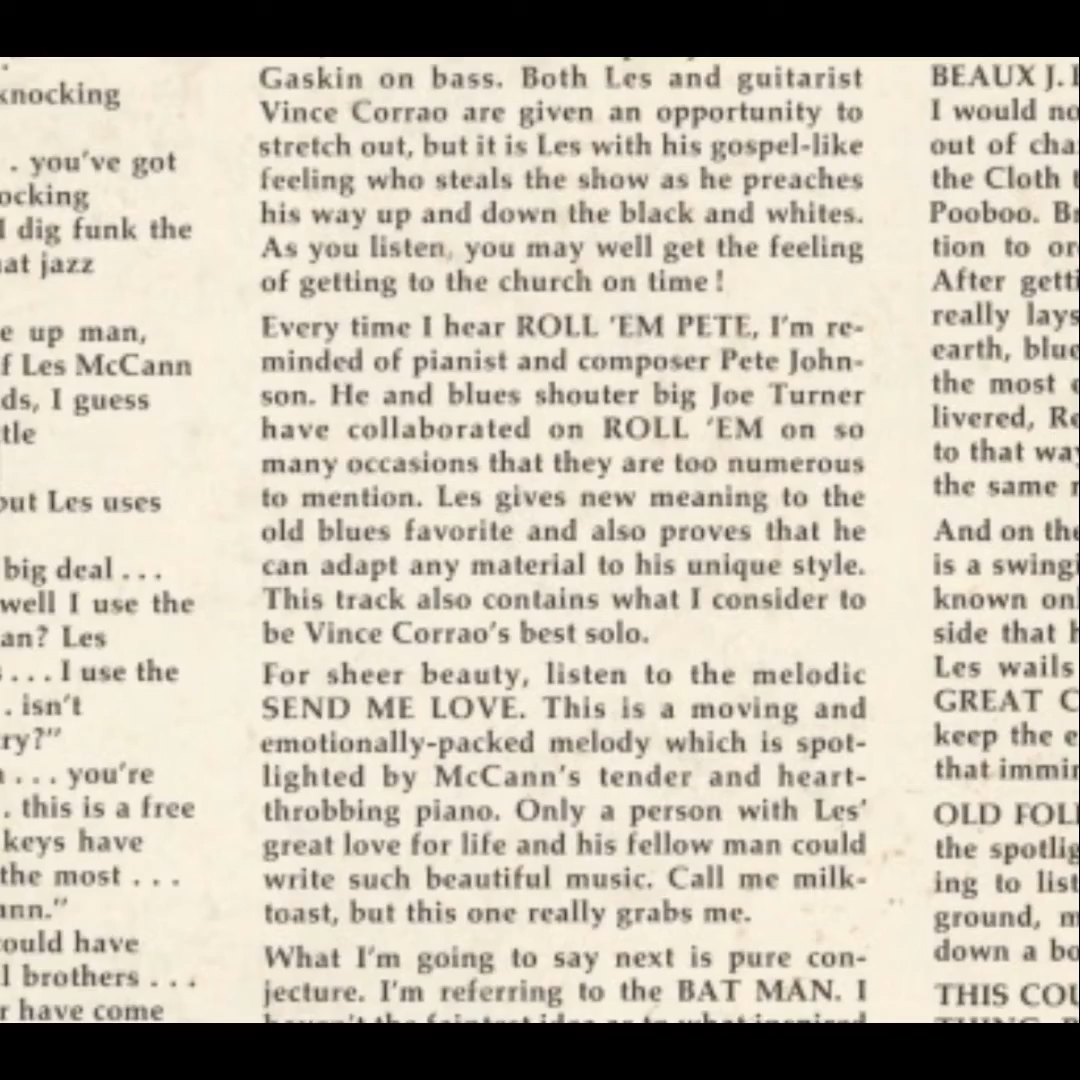 knocking
. you've got
ocking
I dig funk the
at jazz
e up man,
f Les McCann
ds, I guess
tle
out Les uses
big deal ...
well I use the
an? Les
... I use the
. isn't
ry?"
... you're
. this is a free
keys have
the most ...
ann."
could have
l brothers ...
r have come
Gaskin on bass. Both Les and guitarist
Vince Corrao are given an opportunity to
stretch out, but it is Les with his gospel-like
feeling who steals the show as he preaches
his way up and down the black and whites.
As you listen, you may well get the feeling
of getting to the church on time!
Every time I hear ROLL 'EM PETE, I'm re-
minded of pianist and composer Pete John-
son. He and blues shouter big Joe Turner
have collaborated on ROLL 'EM on so
many occasions that they are too numerous
to mention. Les gives new meaning to the
old blues favorite and also proves that he
can adapt any material to his unique style.
This track also contains what I consider to
be Vince Corrao's best solo.
For sheer beauty, listen to the melodic
SEND ME LOVE. This is a moving and
emotionally-packed melody which is spot-
lighted by McCann's tender and heart-
throbbing piano. Only a person with Les'
great love for life and his fellow man could
write such beautiful music. Call me milk-
toast, but this one really grabs me.
What I'm going to say next is pure con-
jecture. I'm referring to the BAT MAN. I
BEAUX J.
I would no
out of cha
the Cloth
Pooboo. Br
tion to or
After getti
really lays
earth, blue
the most
livered, Re
to that way
the same
And on the
is a swingi
known onl
side that h
Les wails
GREAT C
keep the e
that immin
OLD FOL
the spotlig
ing to list
ground, m
down a bo
THIS COU